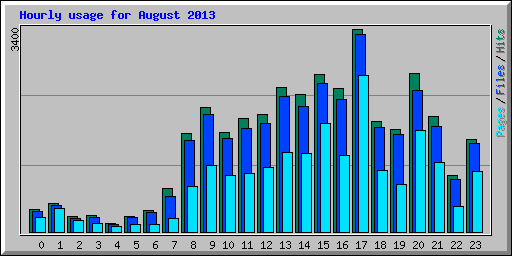 Hourly usage for August 2013
3400
Pages/Files/Hits
0 1 2 3 4 5 6 7 8 9 10 11 12 13 14 15 16 17 18 19 20 21 22 23